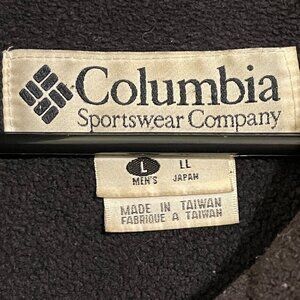 Columbia
Sportswear Company
L LL
MEN'S JAPAN
MADE IN TAIWAN
FABRIQUE A TAIWAN